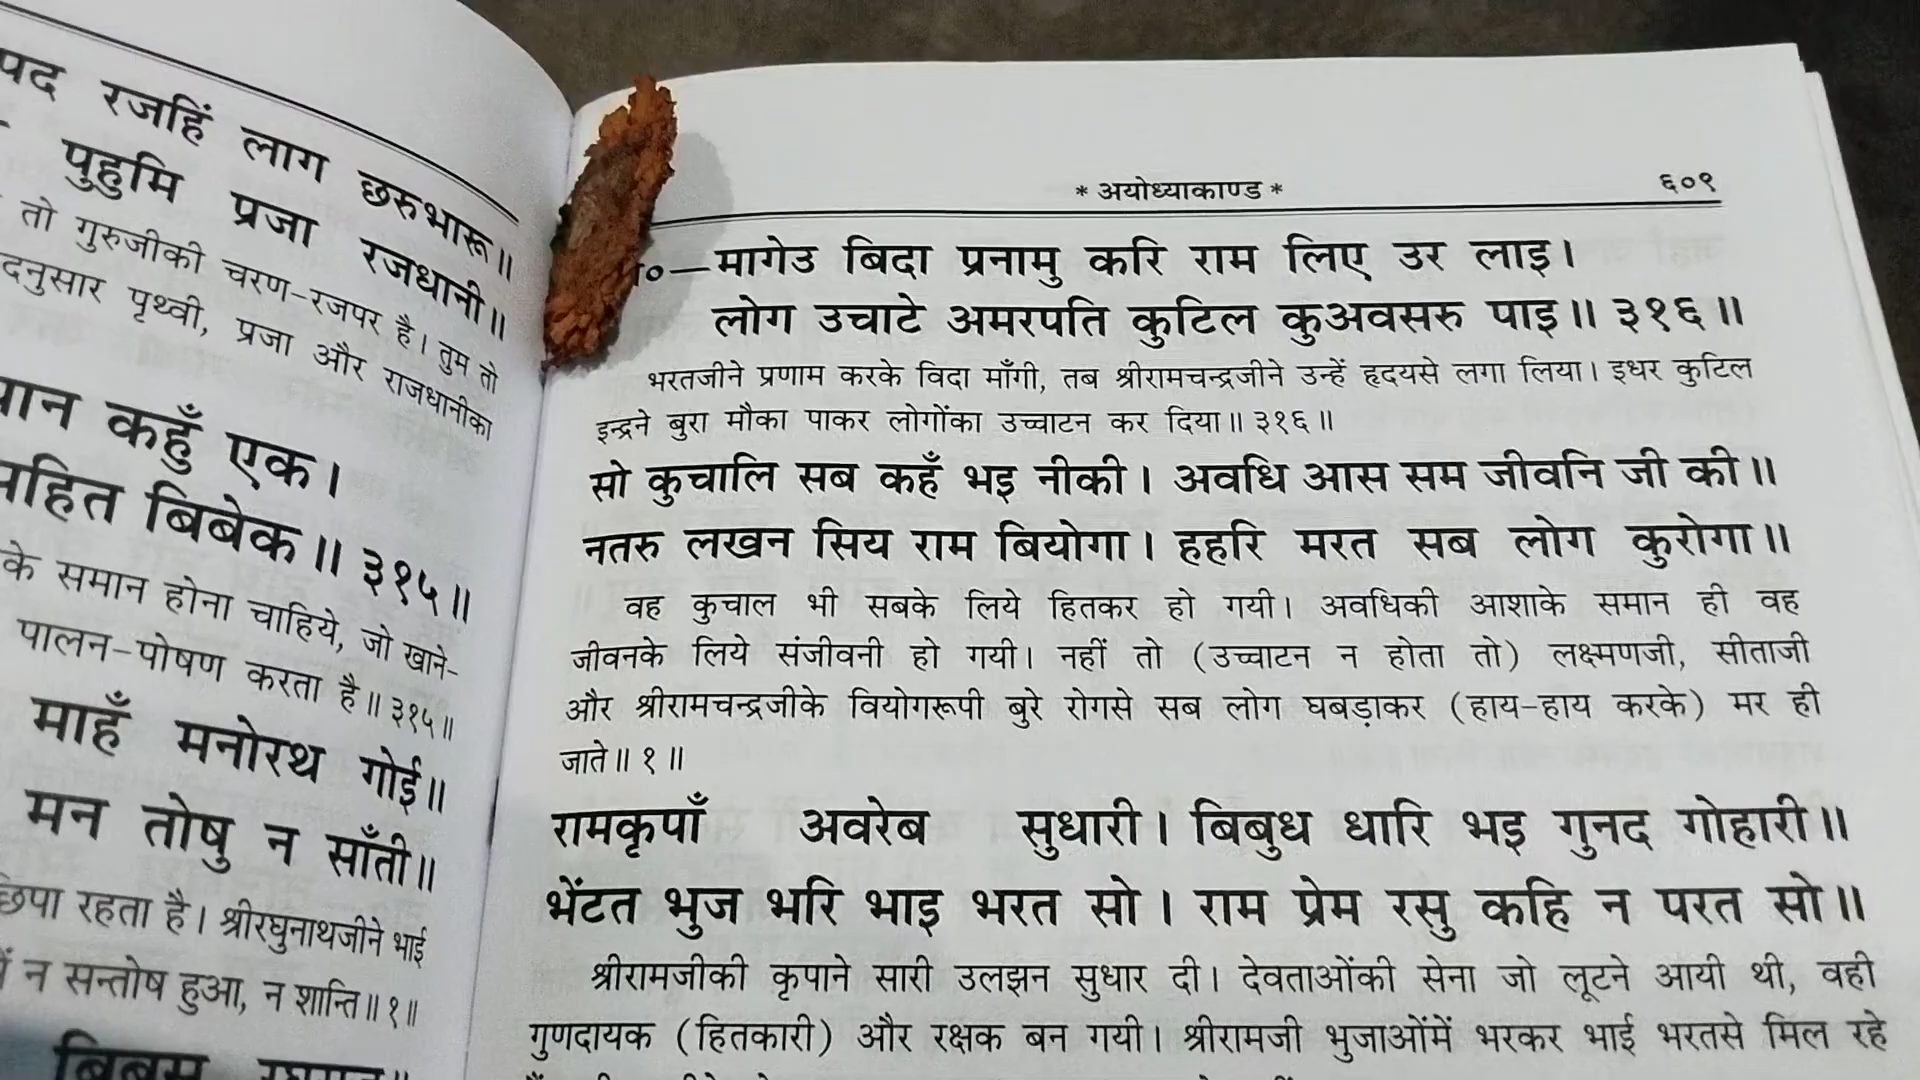 पद रजहिं लाग छरुभारू॥
पुहुमि प्रजा रजधानी॥
तो गुरुजीकी चरण-रजपर है। तुम तो
दनुसार पृथ्वी, प्रजा और राजधानीका
कहुँ एक।
बिबेक॥ ३१५॥
के समान होना चाहिये, जो खाने-
पालन-पोषण करता है॥ ३१५॥
माहँ मनोरथ गोई॥
मन तोषु न साँती॥
छिपा रहता है। श्रीरघुनाथजीने भाई
न सन्तोष हुआ, न शान्ति॥ १॥
* अयोध्याकाण्ड *
६०९
०—मागेउ बिदा प्रनामु करि राम लिए उर लाइ।
लोग उचाटे अमरपति कुटिल कुअवसरु पाइ॥ ३१६॥
भरतजीने प्रणाम करके विदा माँगी, तब श्रीरामचन्द्रजीने उन्हें हृदयसे लगा लिया। इधर कुटिल
इन्द्रने बुरा मौका पाकर लोगोंका उच्चाटन कर दिया॥ ३१६॥
सो कुचालि सब कहँ भइ नीकी। अवधि आस सम जीवनि जी की॥
नतरु लखन सिय राम बियोगा। हहरि मरत सब लोग कुरोगा॥
वह कुचाल भी सबके लिये हितकर हो गयी। अवधिकी आशाके समान ही वह
जीवनके लिये संजीवनी हो गयी। नहीं तो (उच्चाटन न होता तो) लक्ष्मणजी, सीताजी
और श्रीरामचन्द्रजीके वियोगरूपी बुरे रोगसे सब लोग घबड़ाकर (हाय-हाय करके) मर ही
जाते॥ १॥
रामकृपाँ अवरेब सुधारी। बिबुध धारि भइ गुनद गोहारी॥
भेंटत भुज भरि भाइ भरत सो। राम प्रेम रसु कहि न परत सो॥
श्रीरामजीकी कृपाने सारी उलझन सुधार दी। देवताओंकी सेना जो लूटने आयी थी, वही
गुणदायक (हितकारी) और रक्षक बन गयी। श्रीरामजी भुजाओंमें भरकर भाई भरतसे मिल रहे